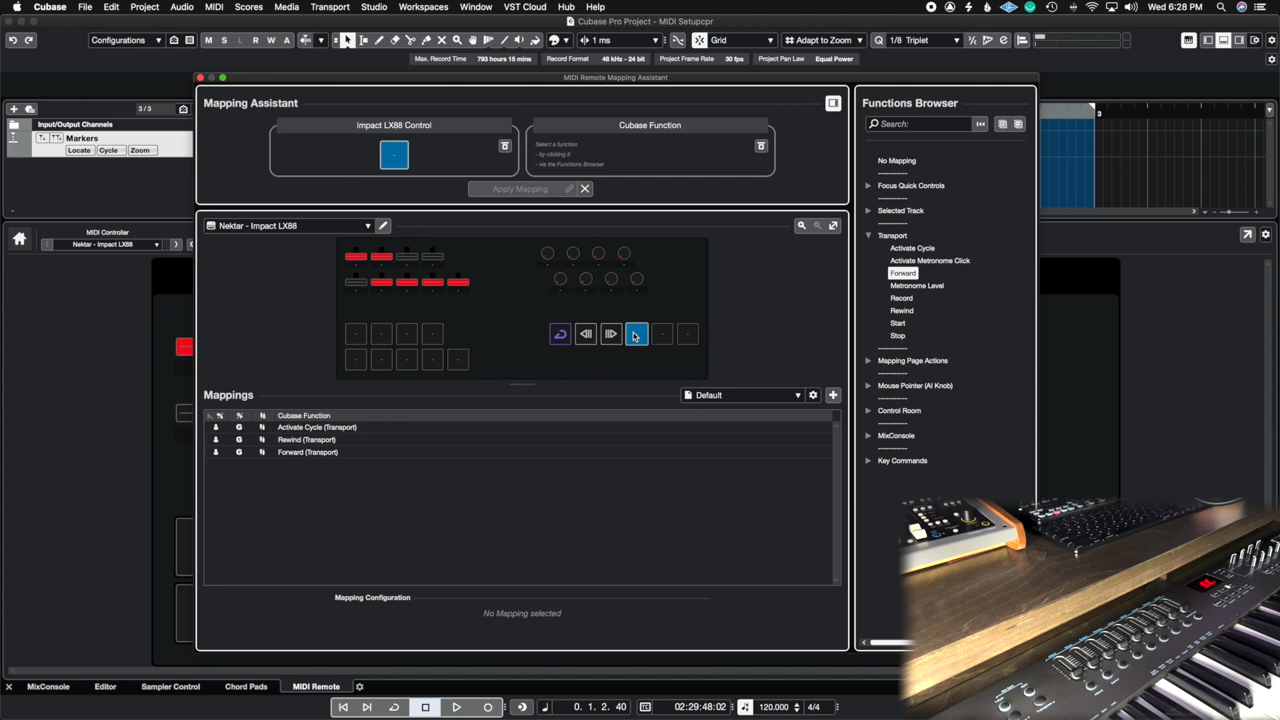 Cubase File Edit Project Audio MIDI Scores Media Transport Studio Workspaces Window VST Cloud Hub Help Wed 6:28 PM
Cubase Pro Project - MIDI Setupcpr
Configurations M S L R W A 1 ms Grid Adapt to Zoom 1/8 Triplet
Max. Record Time 793 hours 15 mins Record Format 48 kHz - 24 bit Project Frame Rate 30 fps Project Pan Law Equal Power
MIDI Remote Mapping Assistant
3/3
Input/Output Channels
Markers
Locate Cycle Zoom
MIDI Controller
Nektar - Impact LX88
Mapping Assistant
Impact LX88 Control
Cubase Function
Select a function
- by clicking it
- via the Functions Browser
Apply Mapping
Nektar - Impact LX88
Mappings
Default
Cubase Function
G Activate Cycle (Transport)
G Rewind (Transport)
G Forward (Transport)
Mapping Configuration
No Mapping selected
Functions Browser
Search:
No Mapping
-----------
Focus Quick Controls
-----------
Selected Track
-----------
Transport
Activate Cycle
Activate Metronome Click
Forward
Metronome Level
Record
Rewind
Start
Stop
-----------
Mapping Page Actions
-----------
Mouse Pointer (AI Knob)
-----------
Control Room
-----------
MixConsole
-----------
Key Commands
3
MixConsole Editor Sampler Control Chord Pads MIDI Remote
0. 1. 2. 40 02:29:48:02 120.000 4/4